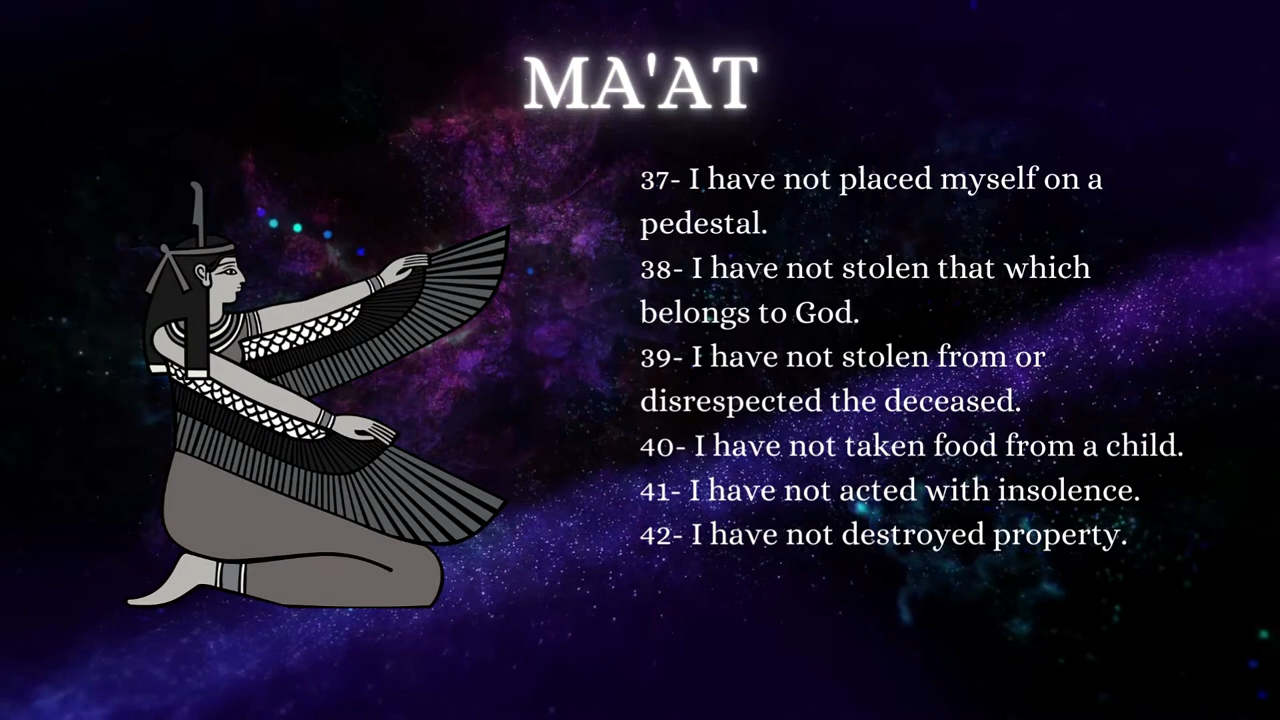 MA'AT
37- I have not placed myself on a
pedestal.
38- I have not stolen that which
belongs to God.
39- I have not stolen from or
disrespected the deceased.
40- I have not taken food from a child.
41- I have not acted with insolence.
42- I have not destroyed property.